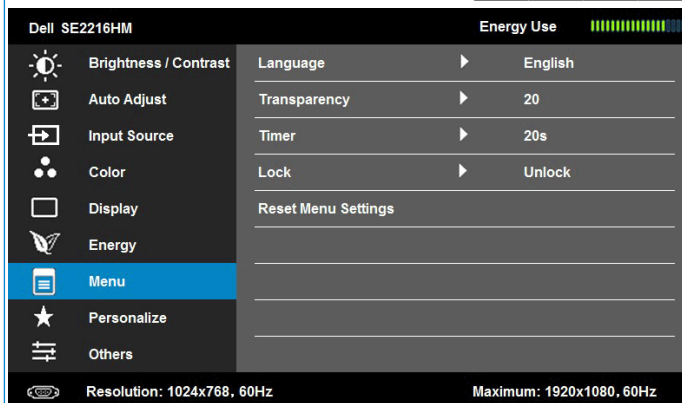 Dell SE2216HM Energy Use
Brightness / Contrast Language English
Auto Adjust Transparency 20
Input Source Timer 20s
Color Lock Unlock
Display Reset Menu Settings
Energy
Menu
Personalize
Others
Resolution: 1024x768, 60Hz Maximum: 1920x1080, 60Hz